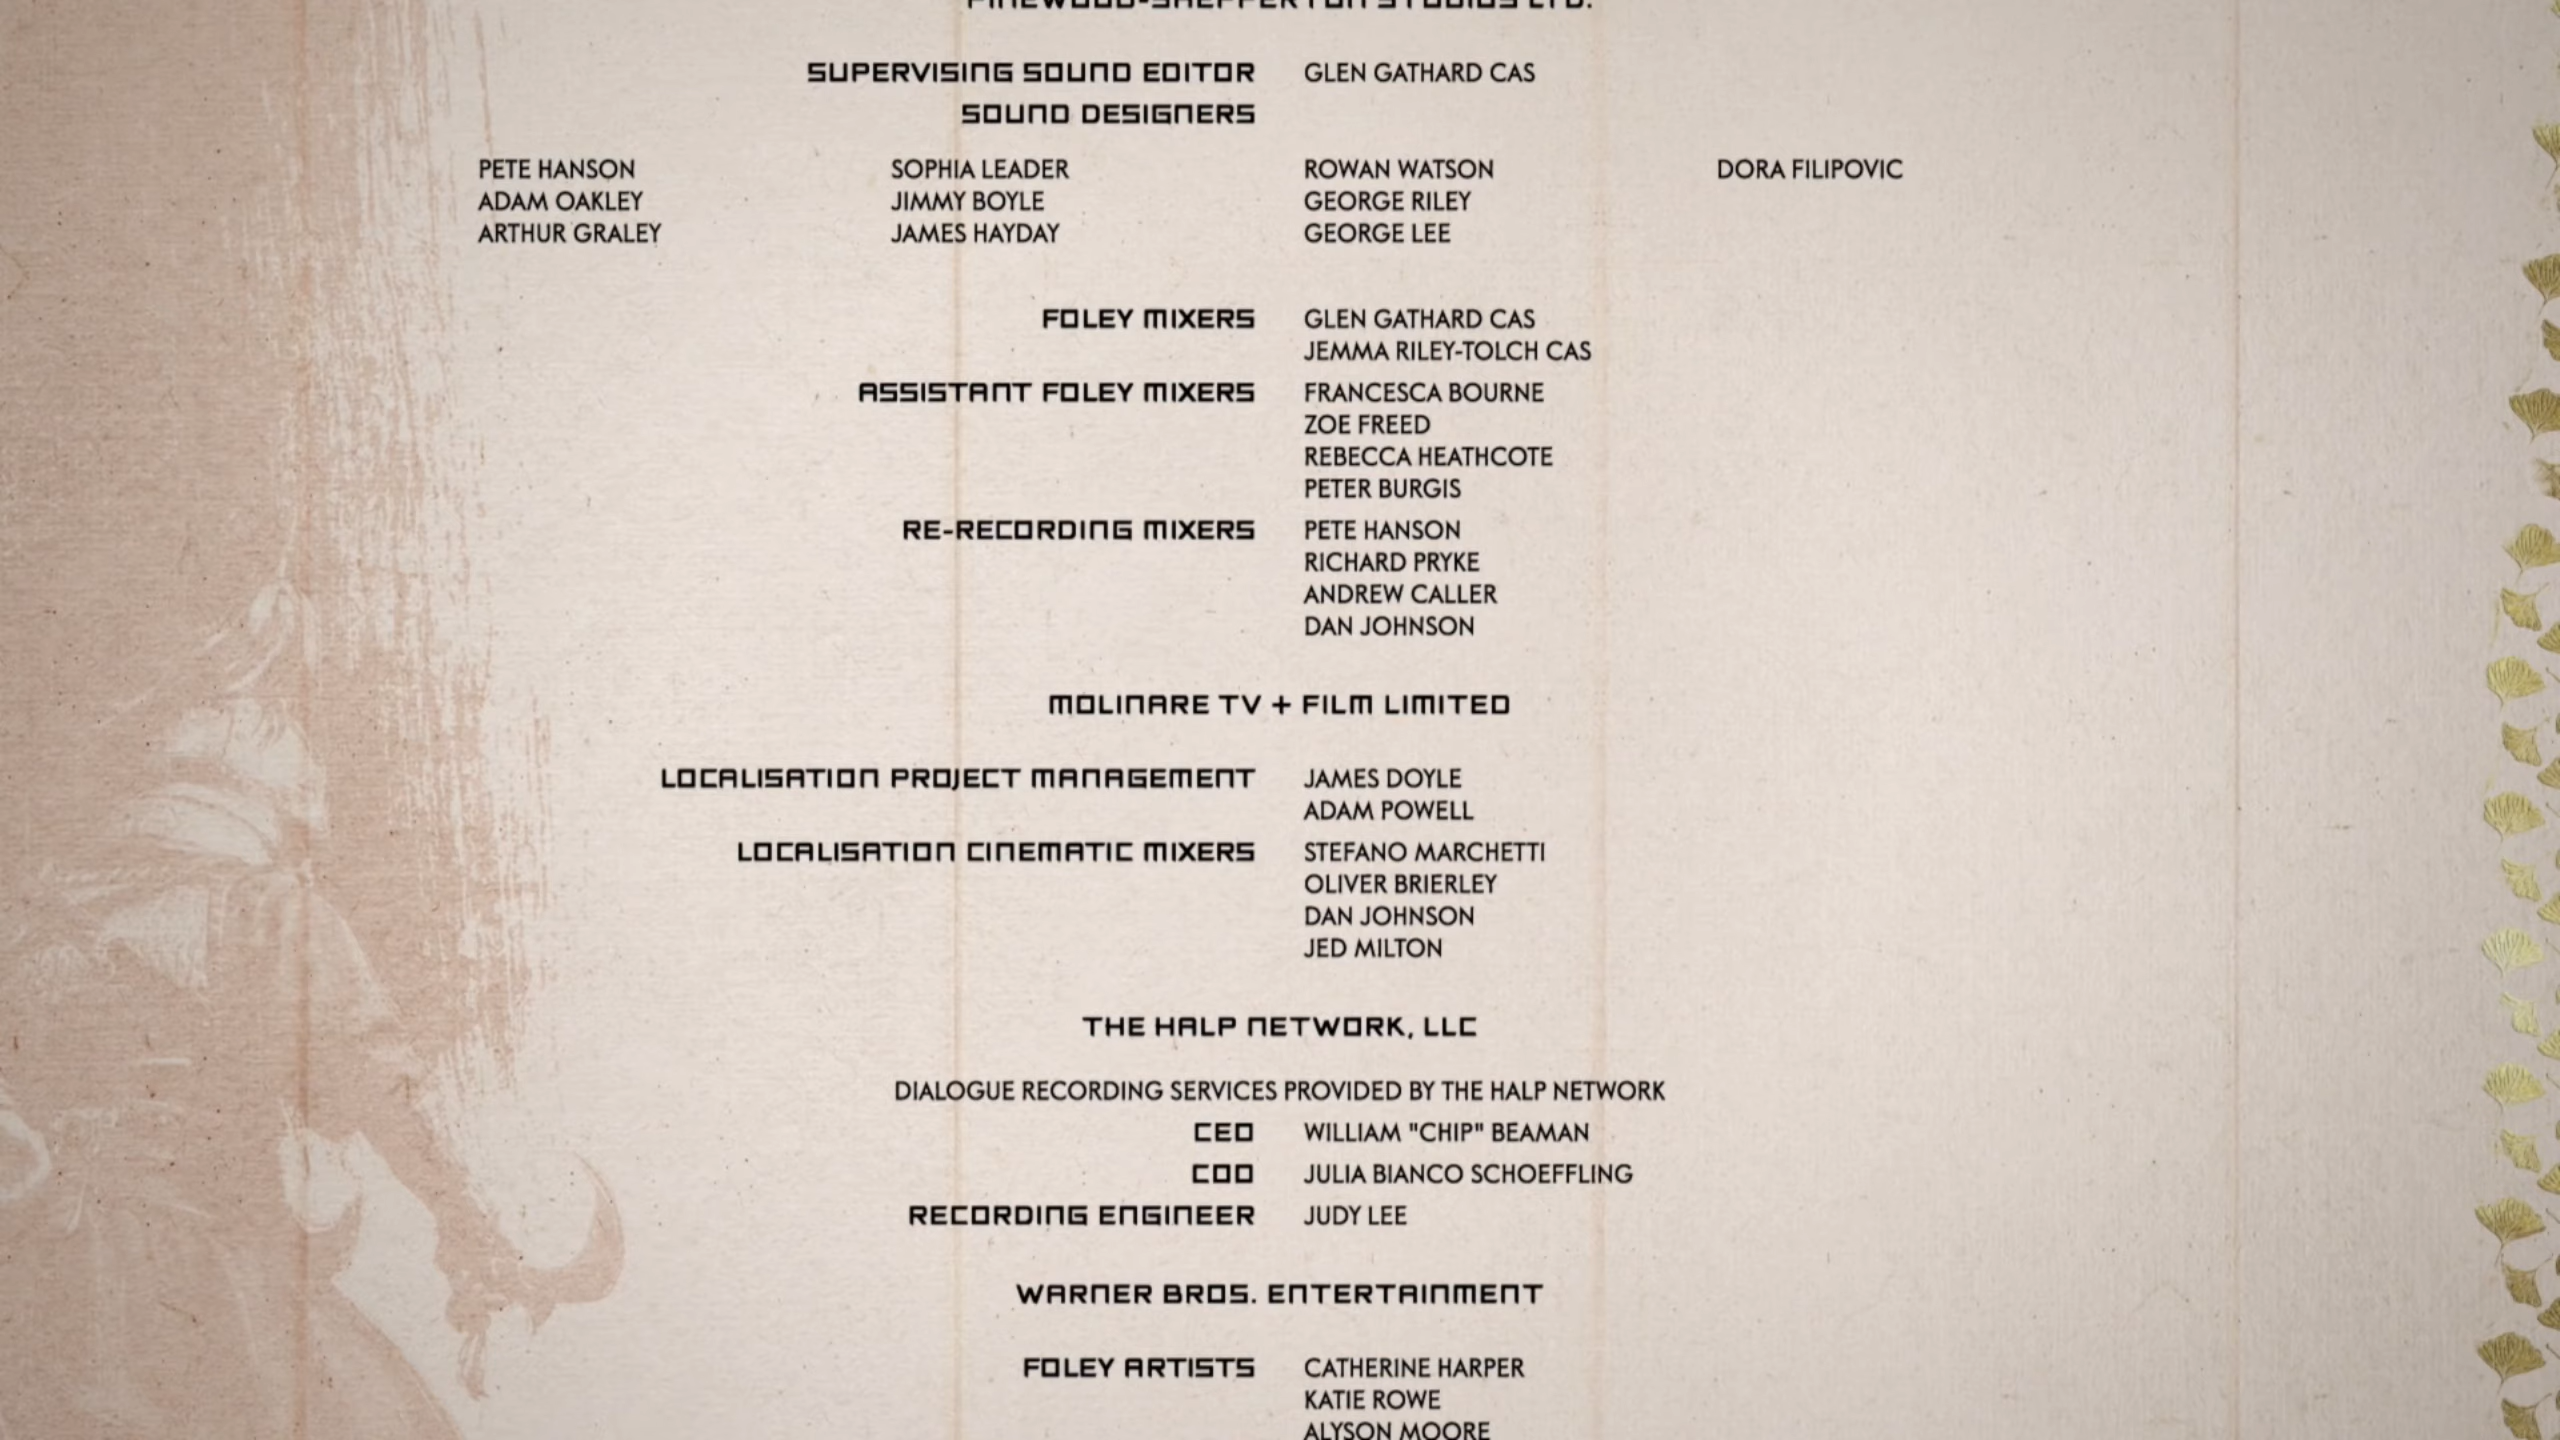 PINEWOOD-SHEPPERTON STUDIOS LTD.
SUPERVISING SOUND EDITOR GLEN GATHARD CAS
SOUND DESIGNERS
PETE HANSON SOPHIA LEADER ROWAN WATSON DORA FILIPOVIC
ADAM OAKLEY JIMMY BOYLE GEORGE RILEY
ARTHUR GRALEY JAMES HAYDAY GEORGE LEE
FOLEY MIXERS GLEN GATHARD CAS
JEMMA RILEY-TOLCH CAS
ASSISTANT FOLEY MIXERS FRANCESCA BOURNE
ZOE FREED
REBECCA HEATHCOTE
PETER BURGIS
RE-RECORDING MIXERS PETE HANSON
RICHARD PRYKE
ANDREW CALLER
DAN JOHNSON
MOLINARE TV + FILM LIMITED
LOCALISATION PROJECT MANAGEMENT JAMES DOYLE
ADAM POWELL
LOCALISATION CINEMATIC MIXERS STEFANO MARCHETTI
OLIVER BRIERLEY
DAN JOHNSON
JED MILTON
THE HALP NETWORK, LLC
DIALOGUE RECORDING SERVICES PROVIDED BY THE HALP NETWORK
CEO WILLIAM "CHIP" BEAMAN
COO JULIA BIANCO SCHOEFFLING
RECORDING ENGINEER JUDY LEE
WARNER BROS. ENTERTAINMENT
FOLEY ARTISTS CATHERINE HARPER
KATIE ROWE
ALYSON MOORE